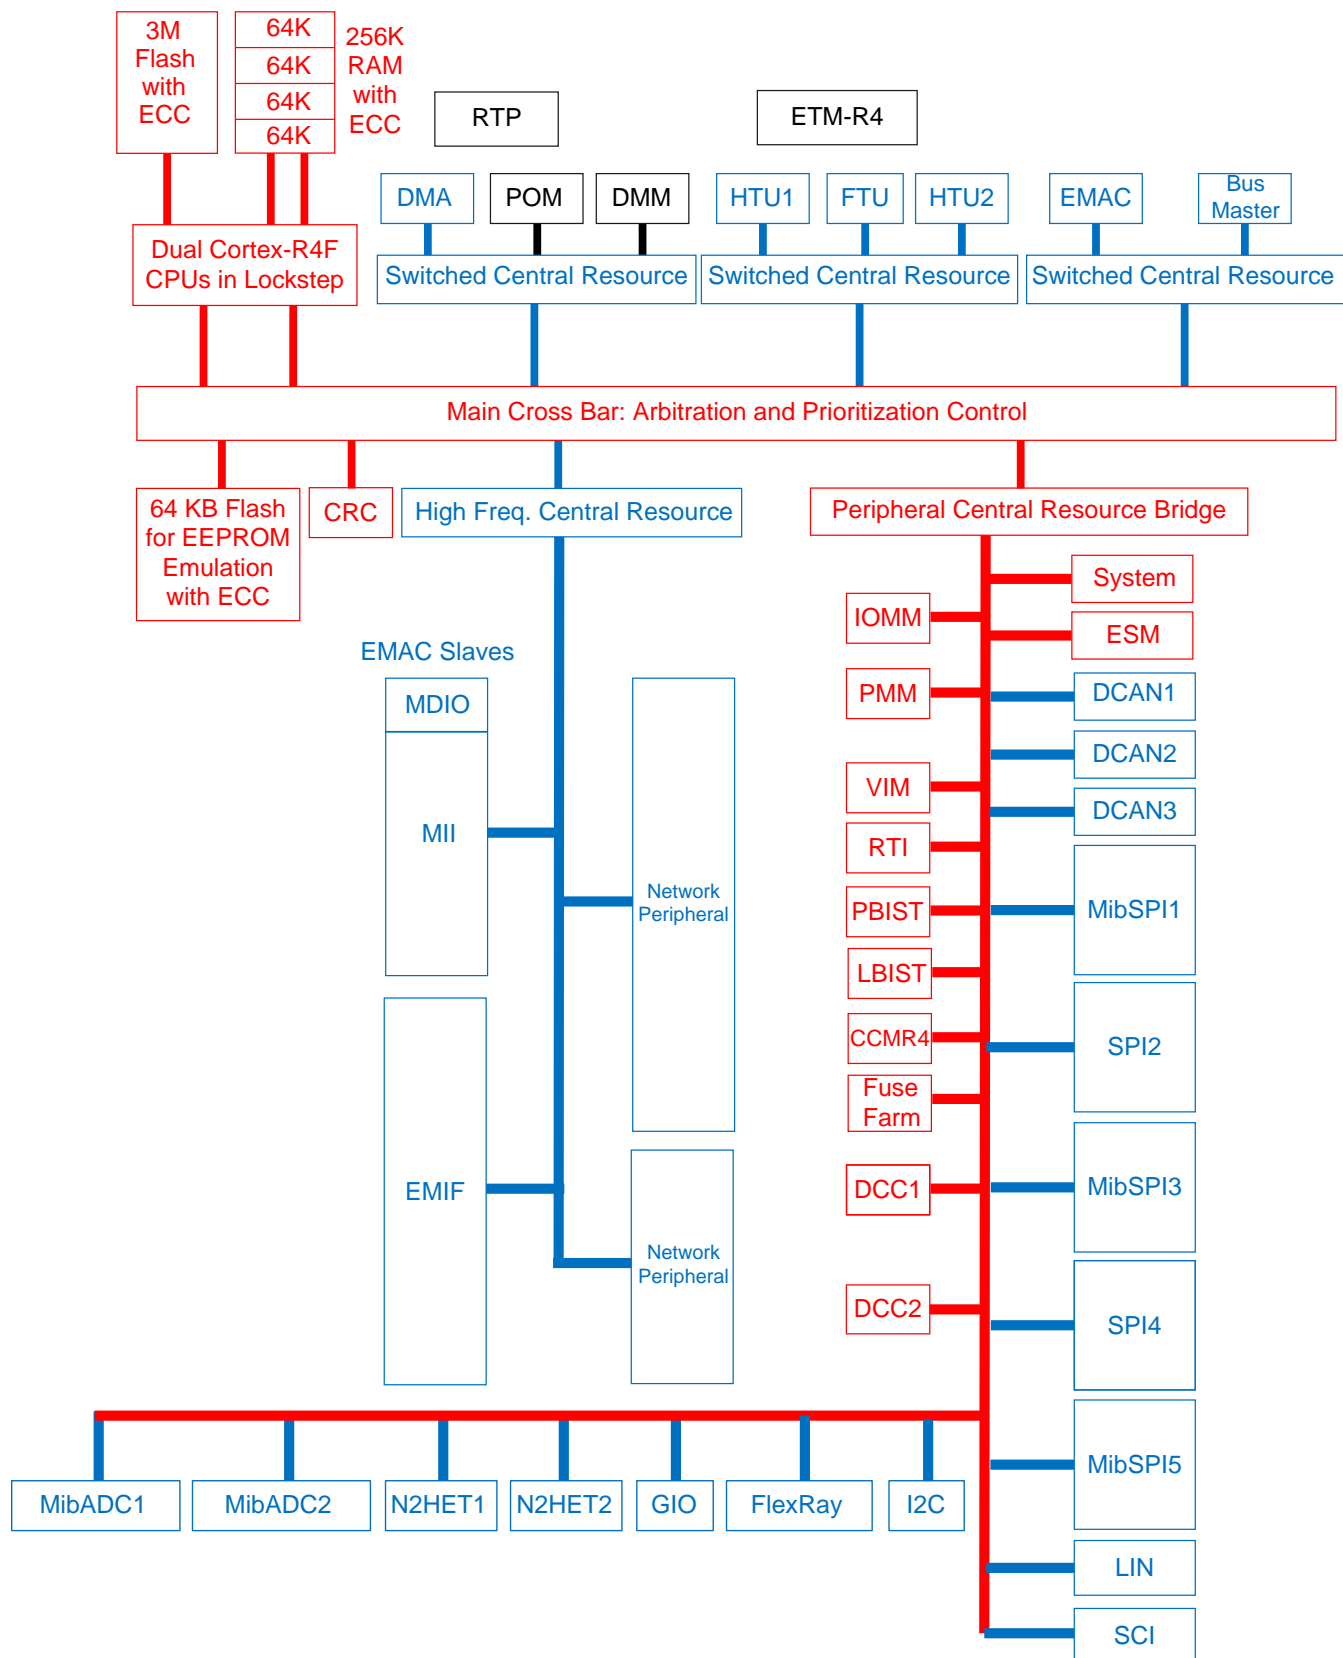 3M
Flash
with
ECC
64K
64K
64K
64K
256K
RAM
with
ECC
RTP
ETM-R4
DMA
POM
DMM
HTU1
FTU
HTU2
EMAC
Bus
Master
Dual Cortex-R4F
CPUs in Lockstep
Switched Central Resource
Switched Central Resource
Switched Central Resource
Main Cross Bar: Arbitration and Prioritization Control
64 KB Flash
for EEPROM
Emulation
with ECC
CRC
High Freq. Central Resource
Peripheral Central Resource Bridge
EMAC Slaves
MDIO
MII
EMIF
Network
Peripheral
Network
Peripheral
IOMM
PMM
VIM
RTI
PBIST
LBIST
CCMR4
Fuse
Farm
DCC1
DCC2
System
ESM
DCAN1
DCAN2
DCAN3
MibSPI1
SPI2
MibSPI3
SPI4
MibSPI5
LIN
SCI
MibADC1
MibADC2
N2HET1
N2HET2
GIO
FlexRay
I2C